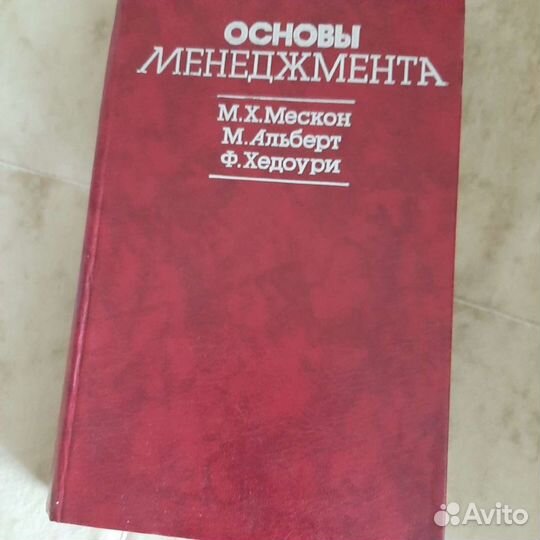 ОСНОВЫ
МЕНЕДЖМЕНТА
М.Х.Мескон
М.Альберт
Ф.Хедоури
Avito